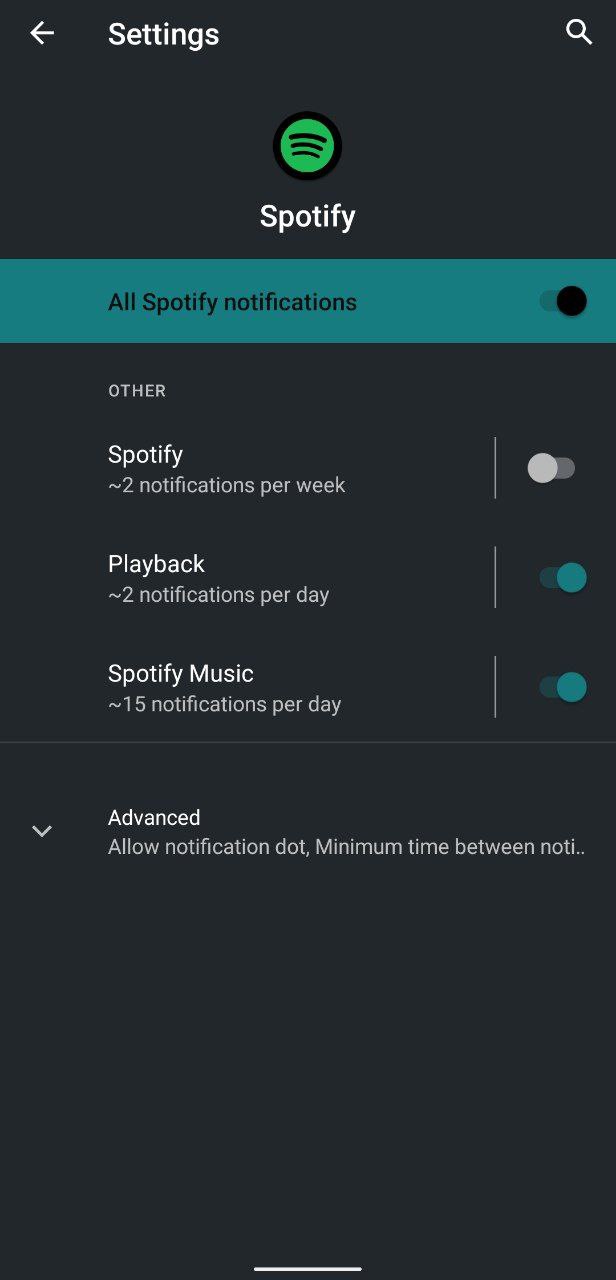 Settings
Spotify
All Spotify notifications
OTHER
Spotify
~2 notifications per week
Playback
~2 notifications per day
Spotify Music
~15 notifications per day
Advanced
Allow notification dot, Minimum time between noti..